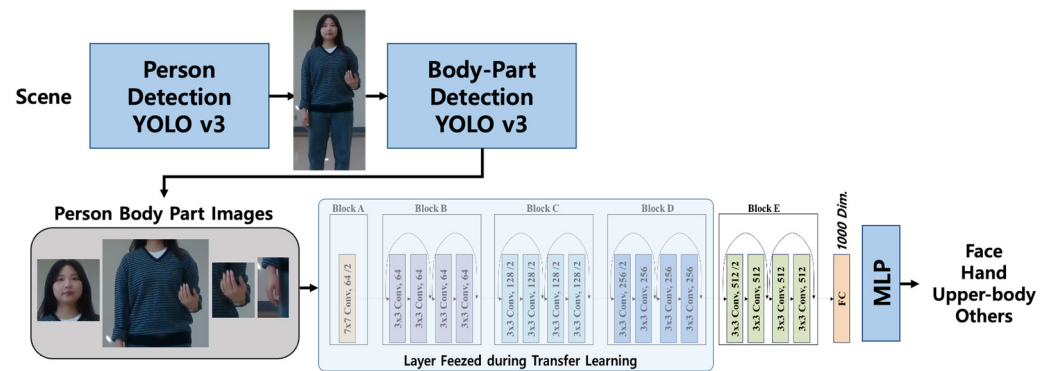 Scene
Person
Detection
YOLO v3
Body-Part
Detection
YOLO v3
Person Body Part Images
Block A
Block B
Block C
Block D
Block E
7x7 Conv, 64 /2
3x3 Conv, 64
3x3 Conv, 64
3x3 Conv, 64
3x3 Conv, 64
3x3 Conv, 128 /2
3x3 Conv, 128
3x3 Conv, 128 /2
3x3 Conv, 128 /2
3x3 Conv, 256 /2
3x3 Conv, 256
3x3 Conv, 256
3x3 Conv, 256
3x3 Conv, 512 /2
3x3 Conv, 512
3x3 Conv, 512
3x3 Conv, 512
1000 Dim.
FC
MLP
Layer Feezed during Transfer Learning
Face
Hand
Upper-body
Others